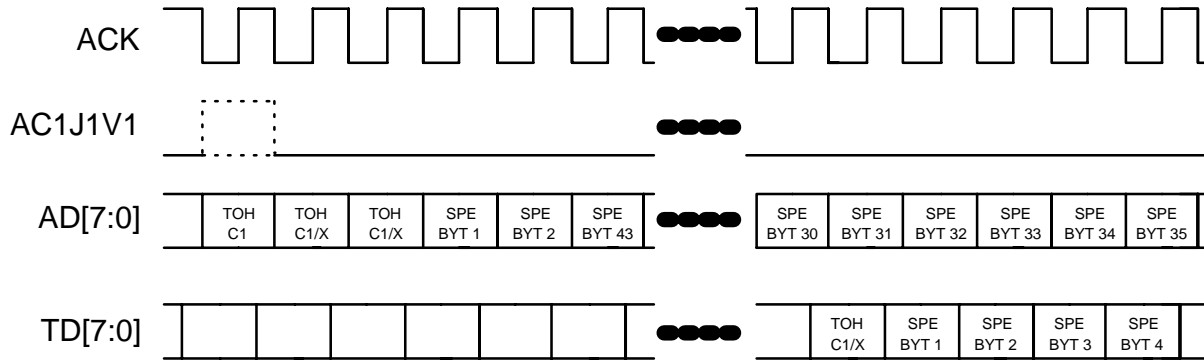 ACK
AC1J1V1
AD[7:0]
TOH C1
TOH C1/X
TOH C1/X
SPE BYT 1
SPE BYT 2
SPE BYT 43
SPE BYT 30
SPE BYT 31
SPE BYT 32
SPE BYT 33
SPE BYT 34
SPE BYT 35
TD[7:0]
TOH C1/X
SPE BYT 1
SPE BYT 2
SPE BYT 3
SPE BYT 4